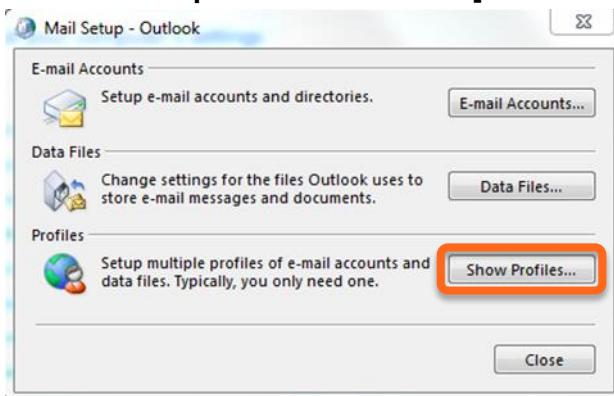 Mail Setup - Outlook
E-mail Accounts
Setup e-mail accounts and directories.
E-mail Accounts...
Data Files
Change settings for the files Outlook uses to
store e-mail messages and documents.
Data Files...
Profiles
Setup multiple profiles of e-mail accounts and
data files. Typically, you only need one.
Show Profiles...
Close